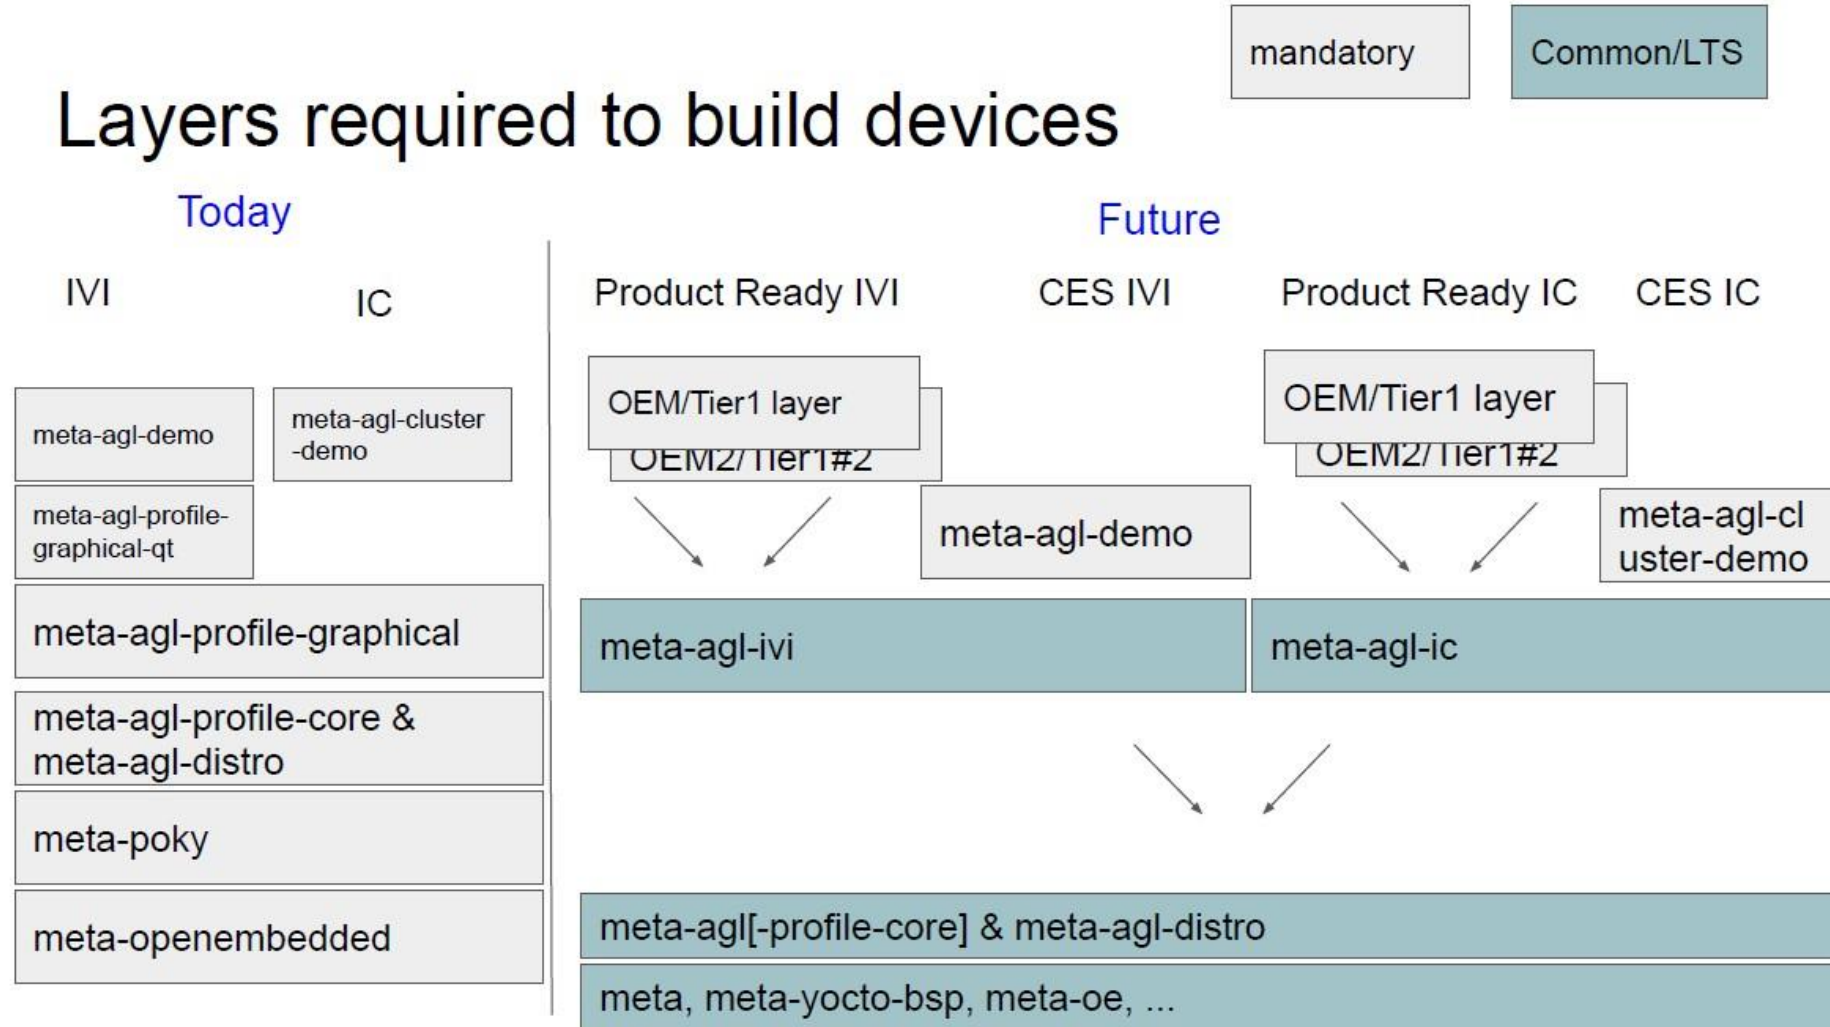 mandatory
Common/LTS
Layers required to build devices
Today
Future
IVI
IC
Product Ready IVI
CES IVI
Product Ready IC
CES IC
meta-agl-demo
meta-agl-cluster
-demo
meta-agl-profile-
graphical-qt
meta-agl-profile-graphical
meta-agl-profile-core &
meta-agl-distro
meta-poky
meta-openembedded
OEM/Tier1 layer
OEM2/Tier1#2
meta-agl-demo
OEM/Tier1 layer
OEM2/Tier1#2
meta-agl-cl
uster-demo
meta-agl-ivi
meta-agl-ic
meta-agl[-profile-core] & meta-agl-distro
meta, meta-yocto-bsp, meta-oe, ...